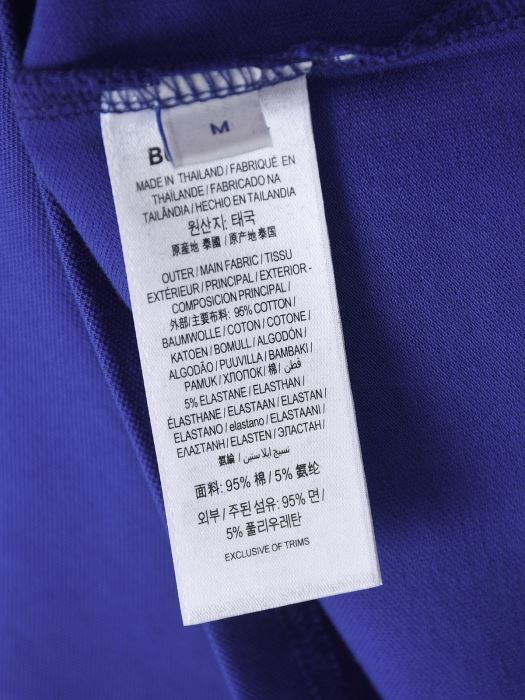 M
MADE IN THAILAND / FABRIQUÉ EN
THAÏLANDE / FABRICADO NA
TAILÂNDIA / HECHO EN TAILANDIA
원산지: 태국
原産地 泰國 / 原产地 泰国
OUTER / MAIN FABRIC / TISSU
EXTÉRIEUR / PRINCIPAL / EXTERIOR -
COMPOSICIÓN PRINCIPAL /
外部/主要布料: 95% COTTON /
BAUMWOLLE / COTON / COTONE /
KATOEN / BOMULL / ALGODÓN /
ALGODÃO / PUUVILLA / BAMBAKI /
PAMUK / ХЛОПОК / 棉 / قطن
5% ELASTANE / ELASTHAN /
ÉLASTHANE / ELASTAAN / ELASTAN /
ELASTANO / elastano / ELASTAANI /
ΕΛΑΣΤΑΝΗ / ELASTEN / ЭЛАСТАН /
氨綸 / نسيج ايلاستين
面料: 95% 棉 / 5% 氨纶
외부 / 주된 섬유: 95% 면 /
5% 폴리우레탄
EXCLUSIVE OF TRIMS